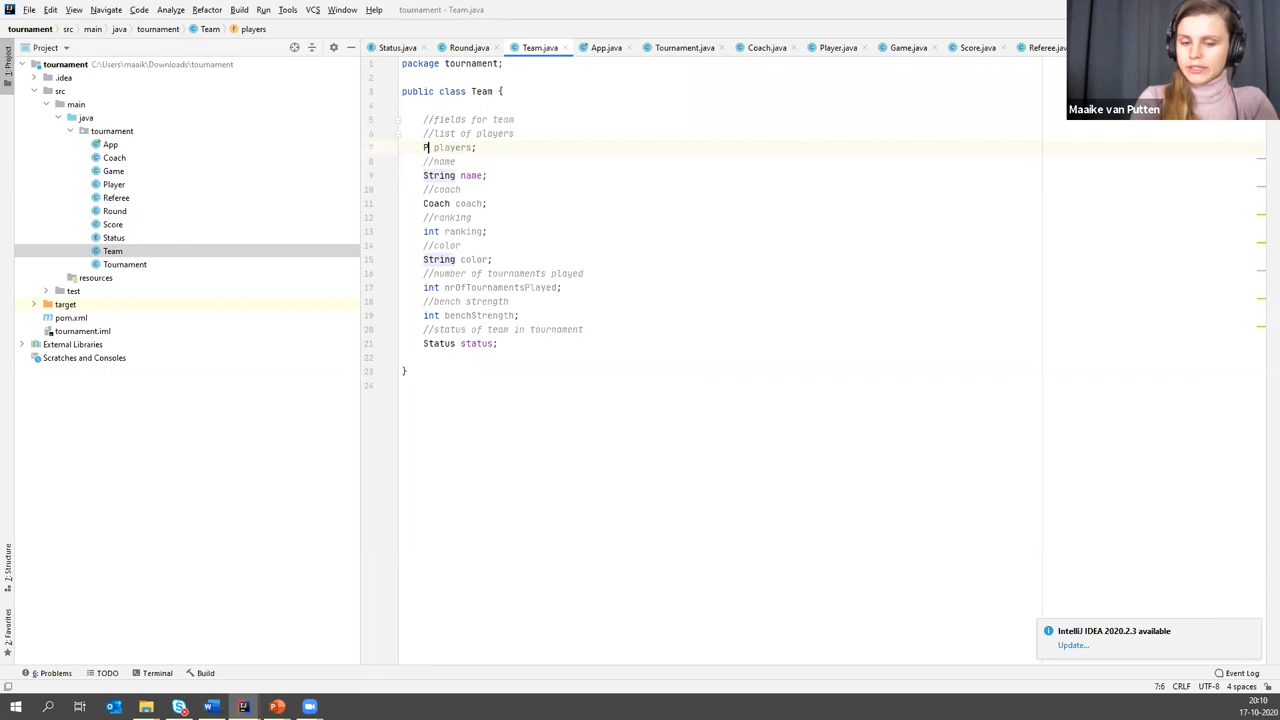 File Edit View Navigate Code Analyze Refactor Build Run Tools VCS Window Help tournament - Team.java
tournament src main java tournament Team players
Project
Status.java Round.java Team.java App.java Tournament.java Coach.java Player.java Game.java Score.java Referee.java
1: Project
tournament C:\Users\maaik\Downloads\tournament
.idea
src
main
java
tournament
App
Coach
Game
Player
Referee
Round
Score
Status
Team
Tournament
resources
test
target
pom.xml
tournament.iml
External Libraries
Scratches and Consoles
7: Structure
2: Favorites
1 package tournament;
2
3 public class Team {
4
5 //fields for team
6 //list of players
7 P players;
8 //name
9 String name;
10 //coach
11 Coach coach;
12 //ranking
13 int ranking;
14 //color
15 String color;
16 //number of tournaments played
17 int nrOfTournamentsPlayed;
18 //bench strength
19 int benchStrength;
20 //status of team in tournament
21 Status status;
22
23 }
24
Maaike van Putten
IntelliJ IDEA 2020.2.3 available
Update...
6: Problems TODO Terminal Build Event Log
7:6 CRLF UTF-8 4 spaces
20:10
17-10-2020